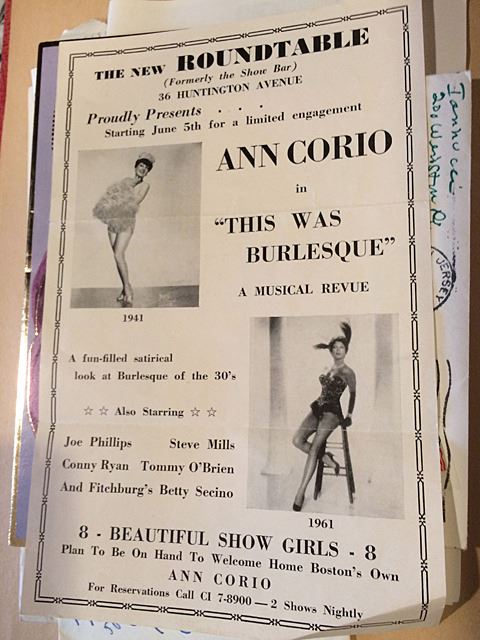 THE NEW ROUNDTABLE
(Formerly the Show Bar)
36 HUNTINGTON AVENUE
Proudly Presents . . . .
Starting June 5th for a limited engagement
ANN CORIO
in
"THIS WAS
BURLESQUE"
A MUSICAL REVUE
1941
A fun-filled satirical
look at Burlesque of the 30's
☆ ☆ Also Starring ☆ ☆
Joe Phillips Steve Mills
Conny Ryan Tommy O'Brien
And Fitchburg's Betty Secino
1961
8 - BEAUTIFUL SHOW GIRLS - 8
Plan To Be On Hand To Welcome Home Boston's Own
ANN CORIO
For Reservations Call CI 7-8900 — 2 Shows Nightly
JERSEY